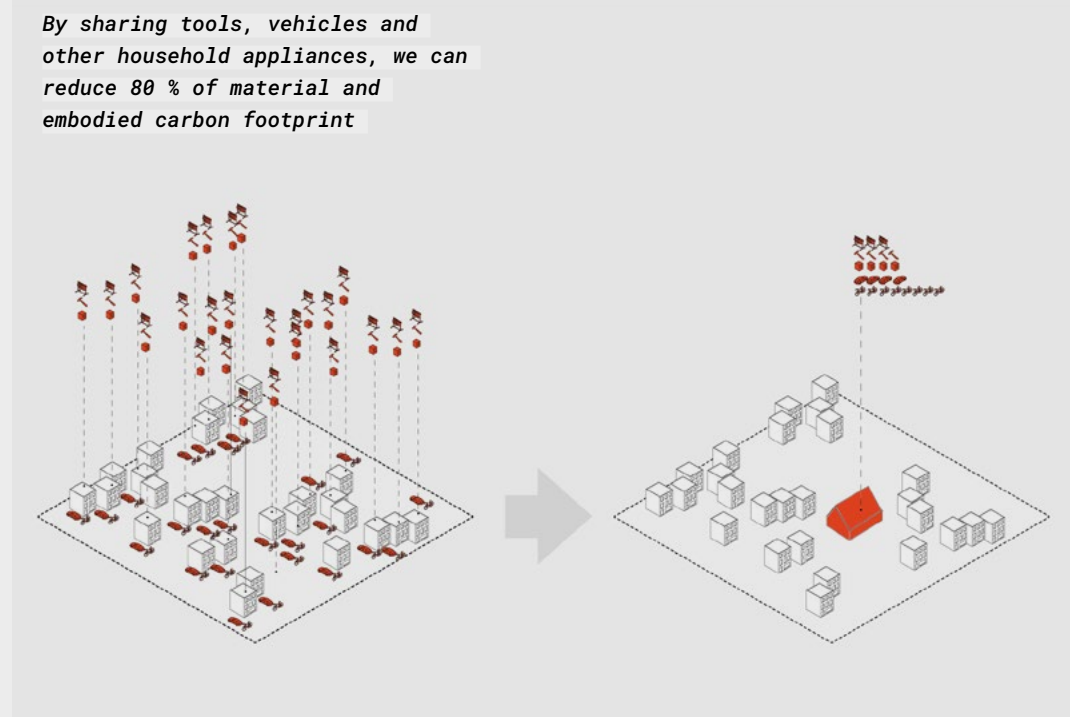 By sharing tools, vehicles and
other household appliances, we can
reduce 80 % of material and
embodied carbon footprint